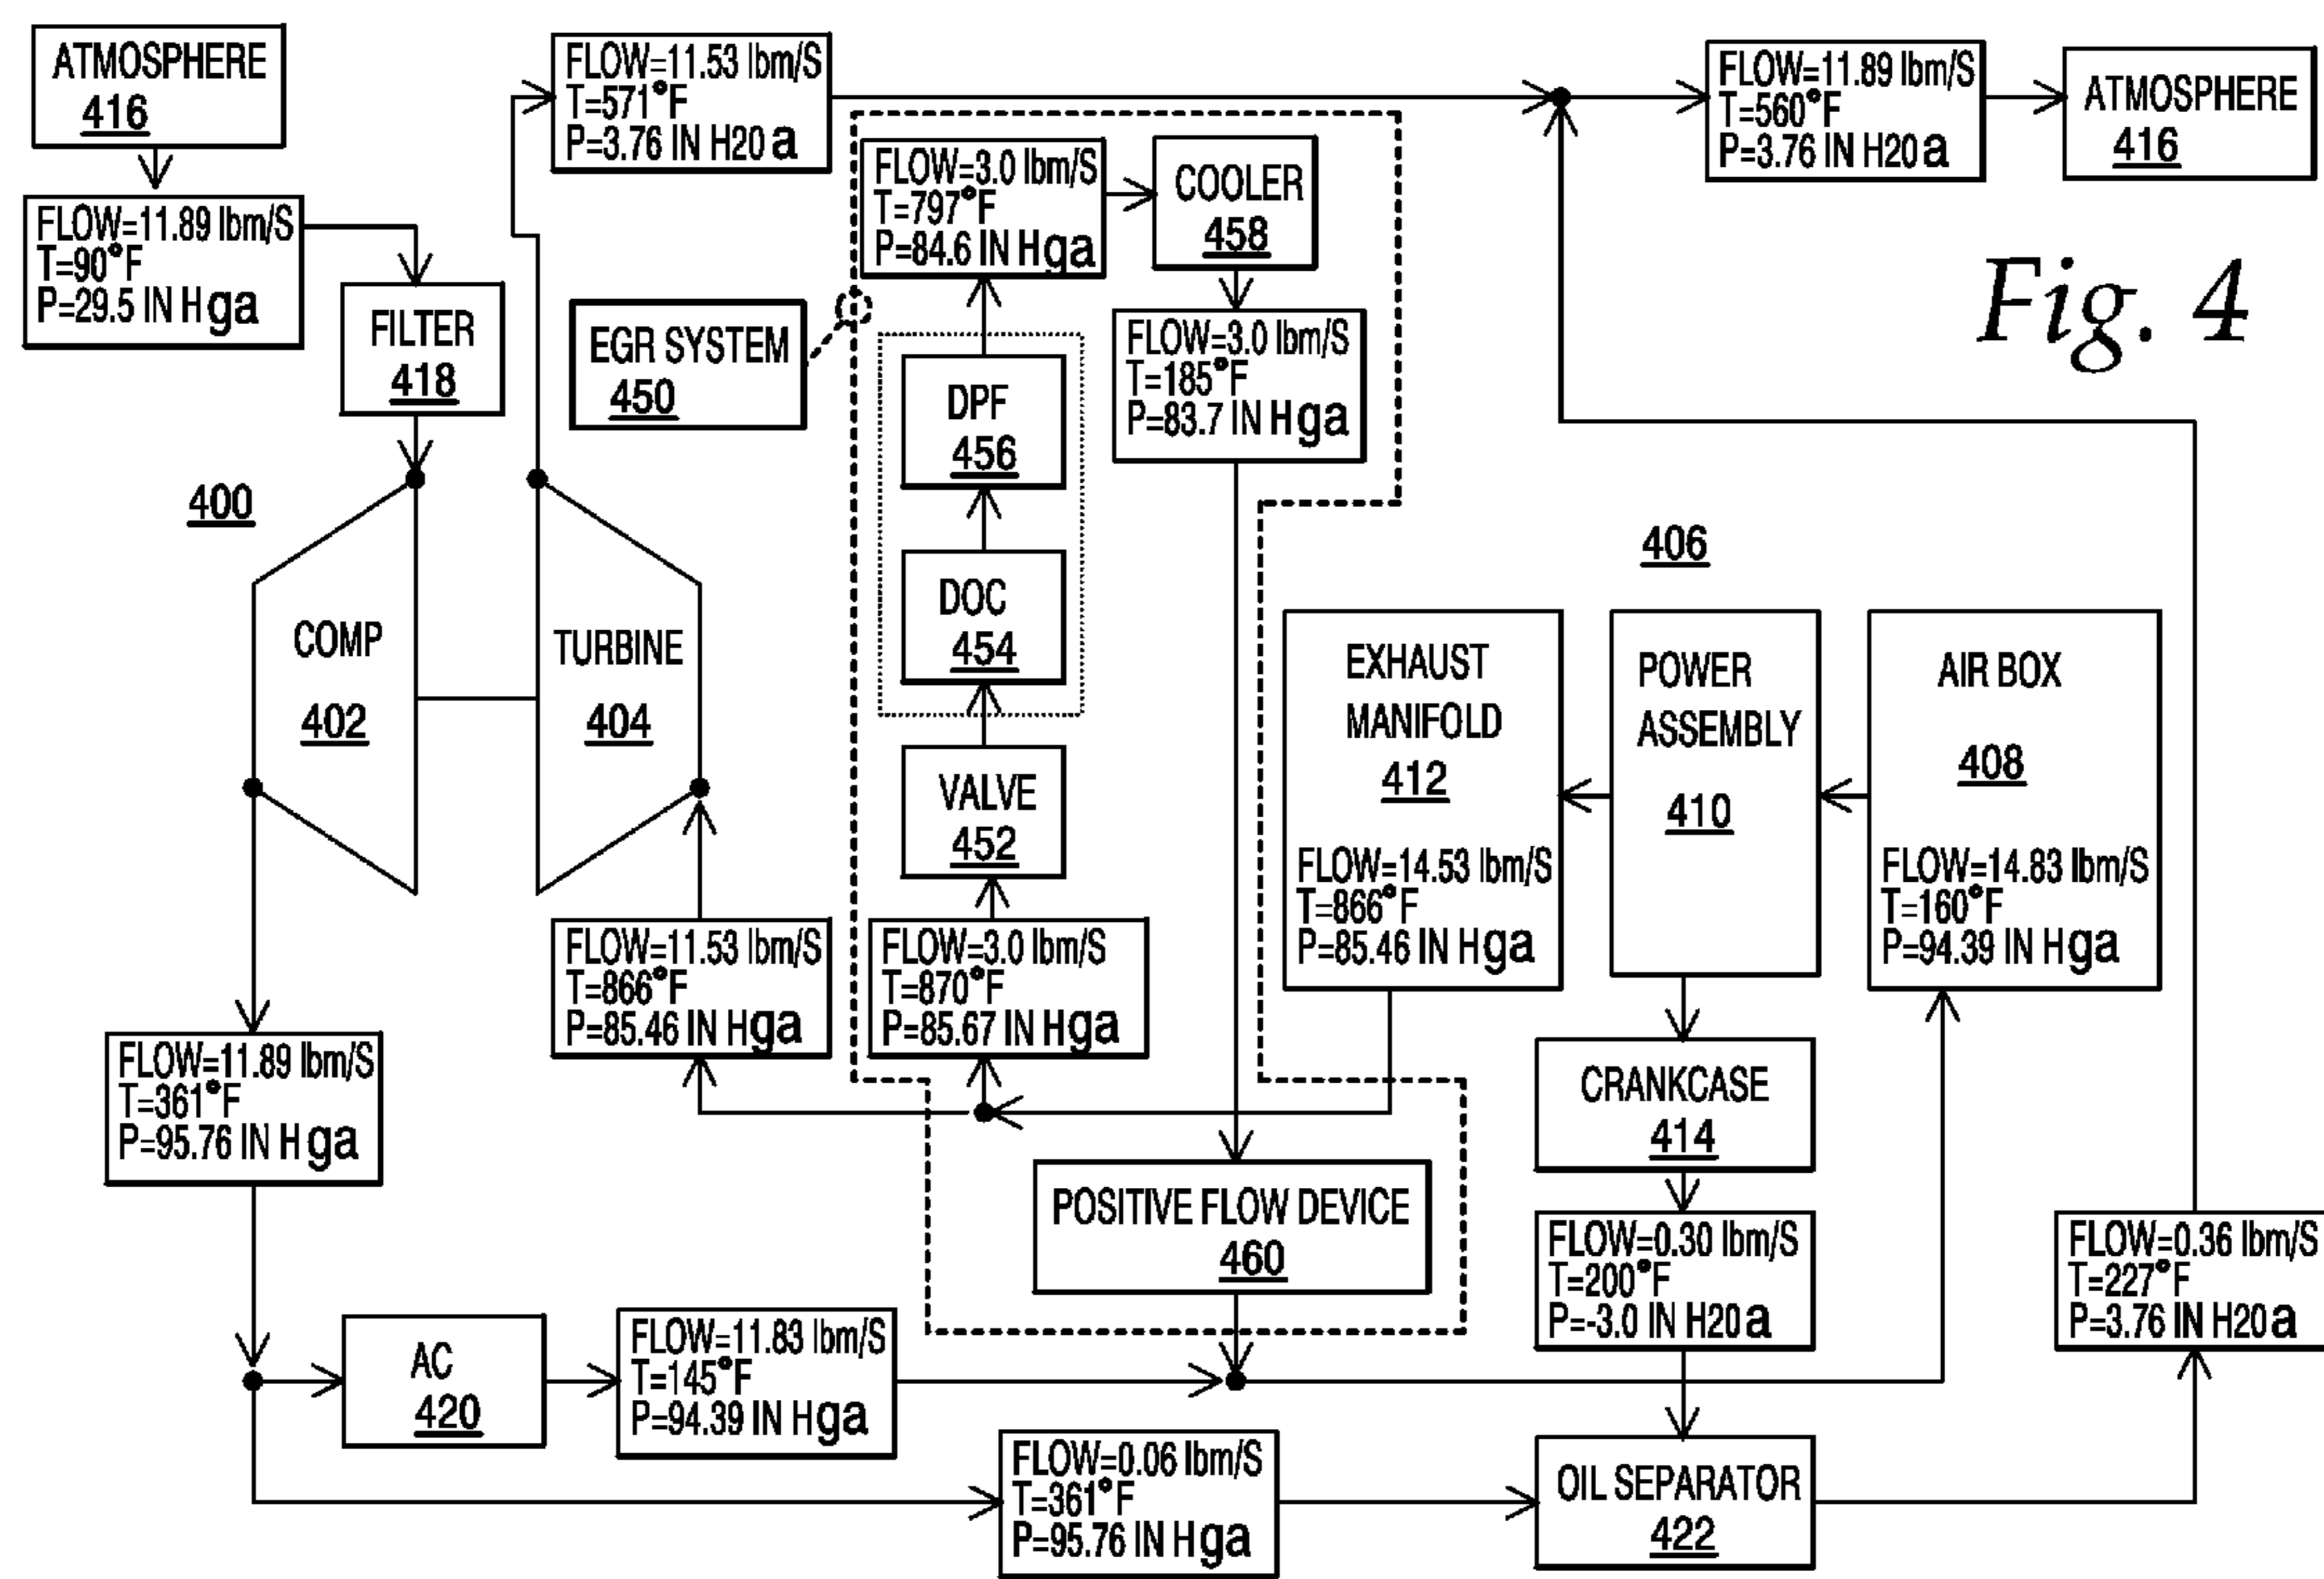 ATMOSPHERE
416
FLOW=11.89 lbm/S
T=90°F
P=29.5 IN Hga
FILTER
418
400
COMP
402
TURBINE
404
FLOW=11.53 lbm/S
T=571°F
P=3.76 IN H20 a
EGR SYSTEM
450
FLOW=3.0 lbm/S
T=797°F
P=84.6 IN Hga
COOLER
458
FLOW=3.0 lbm/S
T=185°F
P=83.7 IN Hga
DPF
456
DOC
454
VALVE
452
FLOW=11.89 lbm/S
T=560°F
P=3.76 IN H20a
ATMOSPHERE
416
Fig. 4
406
EXHAUST
MANIFOLD
412
FLOW=14.53 lbm/S
T=866°F
P=85.46 IN Hga
POWER
ASSEMBLY
410
AIR BOX
408
FLOW=14.83 lbm/S
T=160°F
P=94.39 IN Hga
FLOW=11.53 lbm/S
T=866°F
P=85.46 IN Hga
FLOW=3.0 lbm/S
T=870°F
P=85.67 IN Hga
FLOW=11.89 lbm/S
T=361°F
P=95.76 IN Hga
CRANKCASE
414
POSITIVE FLOW DEVICE
460
FLOW=0.30 lbm/S
T=200°F
P=-3.0 IN H20a
FLOW=0.36 lbm/S
T=227°F
P=3.76 IN H20a
AC
420
FLOW=11.83 lbm/S
T=145°F
P=94.39 IN Hga
FLOW=0.06 lbm/S
T=361°F
P=95.76 IN Hga
OIL SEPARATOR
422